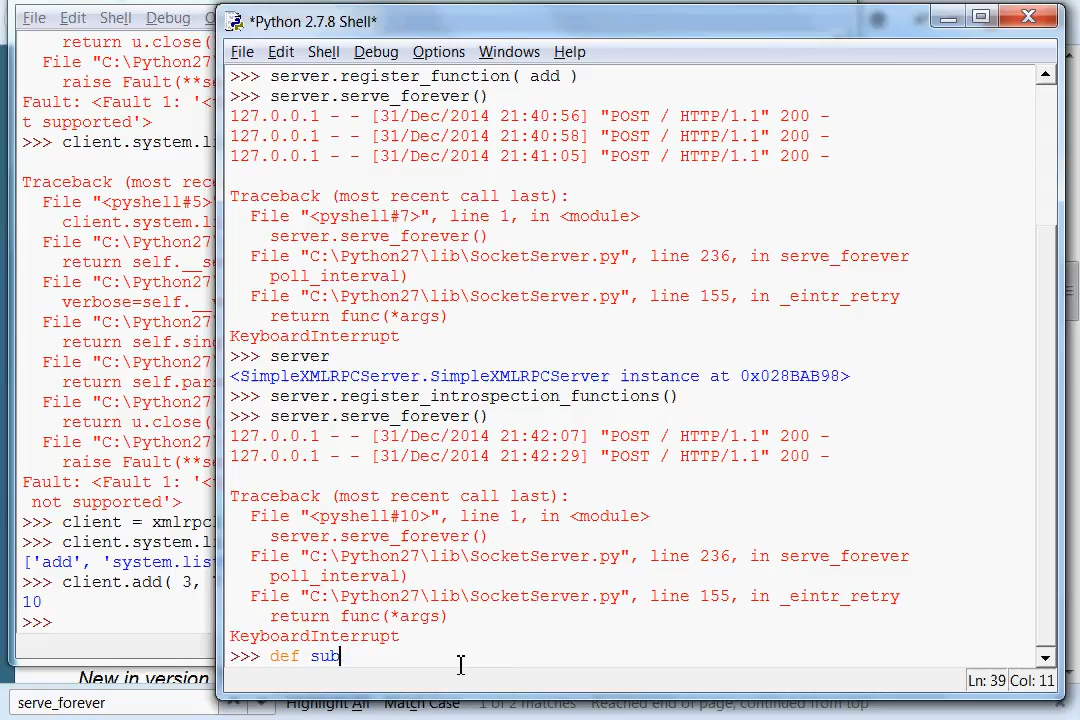 File Edit Shell Debug
return u.close(
File "C:\Python27
raise Fault(**s
Fault: <Fault 1: '<
t supported'>
>>> client.system.l
Traceback (most rec
File "<pyshell#5>
client.system.l
File "C:\Python27
return self.__s
File "C:\Python27
verbose=self.__
File "C:\Python27
return self.sin
File "C:\Python27
return self.par
File "C:\Python27
return u.close(
File "C:\Python27
raise Fault(**s
Fault: <Fault 1: '<
not supported'>
>>> client = xmlrpc
>>> client.system.l
['add', 'system.lis
>>> client.add( 3,
10
>>>
New in version
serve_forever
Highlight All Match Case 1 of 2 matches Reached end of page, continued from top
*Python 2.7.8 Shell*
File Edit Shell Debug Options Windows Help
>>> server.register_function( add )
>>> server.serve_forever()
127.0.0.1 - - [31/Dec/2014 21:40:56] "POST / HTTP/1.1" 200 -
127.0.0.1 - - [31/Dec/2014 21:40:58] "POST / HTTP/1.1" 200 -
127.0.0.1 - - [31/Dec/2014 21:41:05] "POST / HTTP/1.1" 200 -
Traceback (most recent call last):
File "<pyshell#7>", line 1, in <module>
server.serve_forever()
File "C:\Python27\lib\SocketServer.py", line 236, in serve_forever
poll_interval)
File "C:\Python27\lib\SocketServer.py", line 155, in _eintr_retry
return func(*args)
KeyboardInterrupt
>>> server
<SimpleXMLRPCServer.SimpleXMLRPCServer instance at 0x028BAB98>
>>> server.register_introspection_functions()
>>> server.serve_forever()
127.0.0.1 - - [31/Dec/2014 21:42:07] "POST / HTTP/1.1" 200 -
127.0.0.1 - - [31/Dec/2014 21:42:29] "POST / HTTP/1.1" 200 -
Traceback (most recent call last):
File "<pyshell#10>", line 1, in <module>
server.serve_forever()
File "C:\Python27\lib\SocketServer.py", line 236, in serve_forever
poll_interval)
File "C:\Python27\lib\SocketServer.py", line 155, in _eintr_retry
return func(*args)
KeyboardInterrupt
>>> def sub
Ln: 39 Col: 11